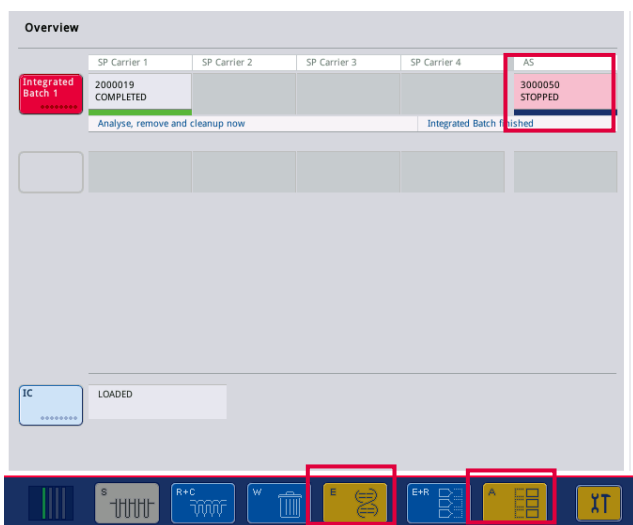 Overview
SP Carrier 1 SP Carrier 2 SP Carrier 3 SP Carrier 4 AS
Integrated
Batch 1
2000019
COMPLETED
3000050
STOPPED
Analyse, remove and cleanup now Integrated Batch finished
IC
LOADED
S R+C W E E+R A